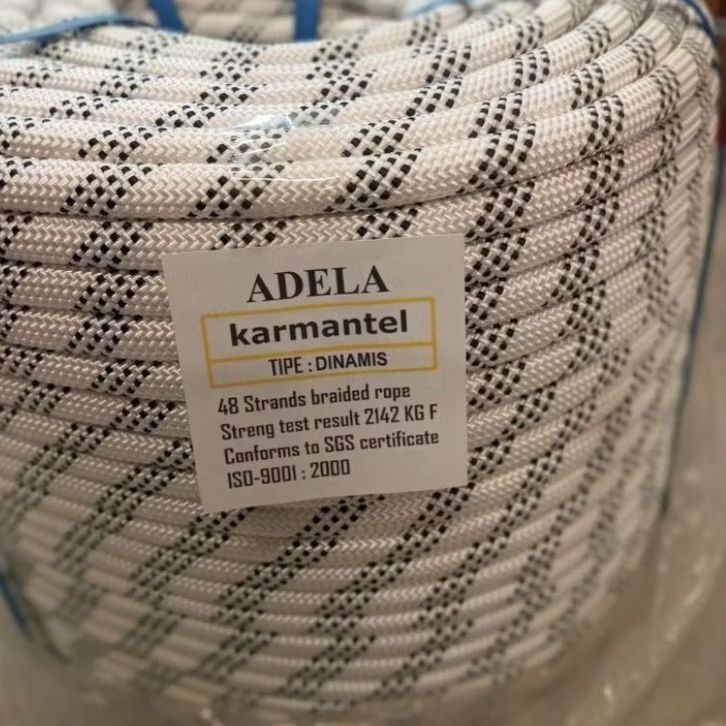 ADELA
karmantel
TIPE : DINAMIS
48 Strands braided rope
Streng test result 2142 KG F
Conforms to SGS certificate
ISO-9001 : 2000